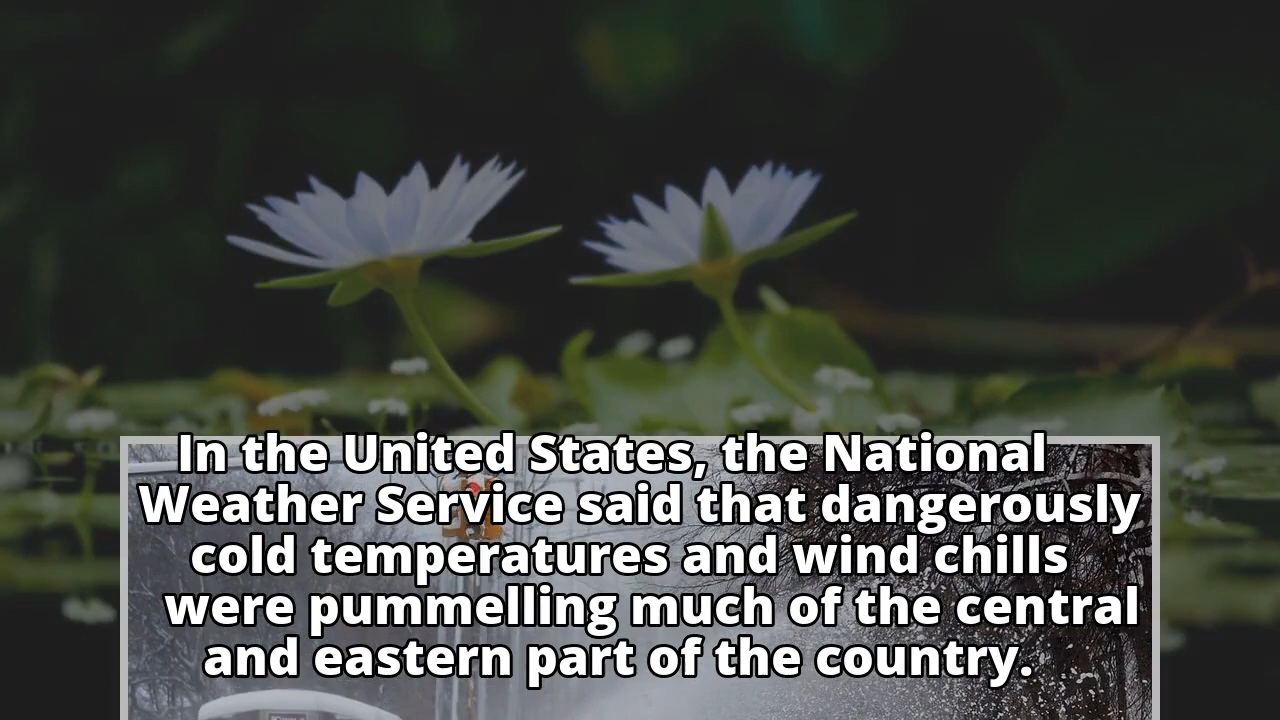 In the United States, the National
Weather Service said that dangerously
cold temperatures and wind chills
were pummelling much of the central
and eastern part of the country.